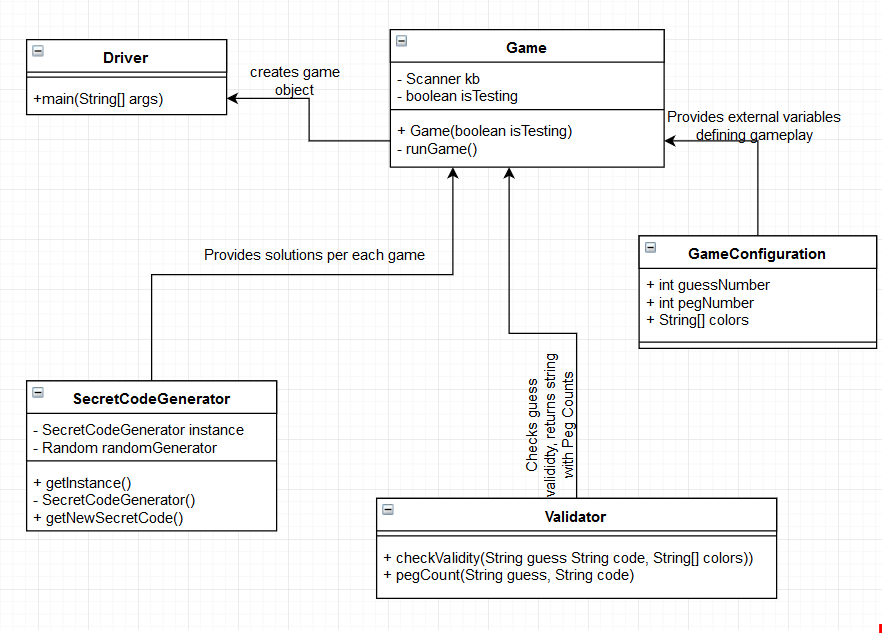 Driver
+main(String[] args)
creates game
object
Game
- Scanner kb
- boolean isTesting
+ Game(boolean isTesting)
- runGame()
Provides external variables
defining gameplay
GameConfiguration
+ int guessNumber
+ int pegNumber
+ String[] colors
Provides solutions per each game
SecretCodeGenerator
- SecretCodeGenerator instance
- Random randomGenerator
+ getInstance()
- SecretCodeGenerator()
+ getNewSecretCode()
Checks guess
valididty, returns string
with Peg Counts
Validator
+ checkValidity(String guess String code, String[] colors))
+ pegCount(String guess, String code)